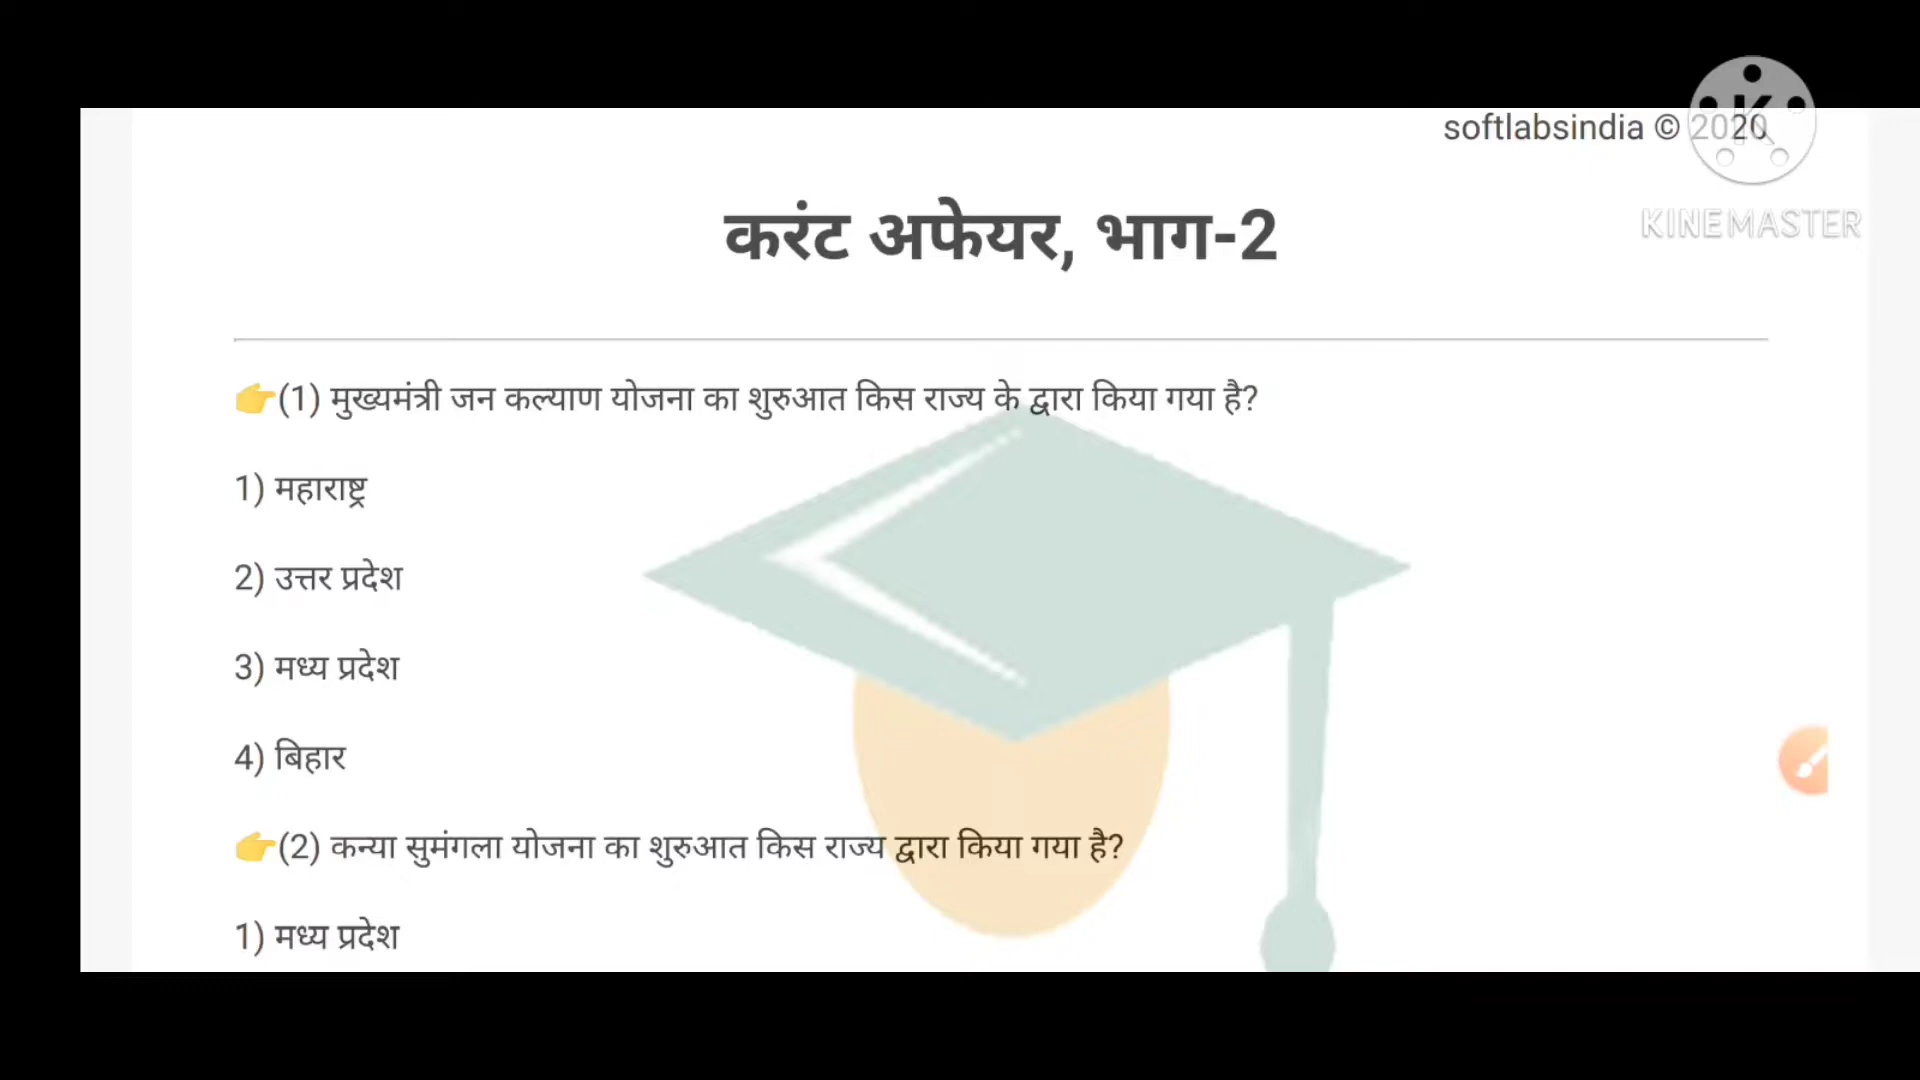 softlabsindia © 2020
KINEMASTER
करंट अफेयर, भाग-2
👉(1) मुख्यमंत्री जन कल्याण योजना का शुरुआत किस राज्य के द्वारा किया गया है?
1) महाराष्ट्र
2) उत्तर प्रदेश
3) मध्य प्रदेश
4) बिहार
👉(2) कन्या सुमंगला योजना का शुरुआत किस राज्य द्वारा किया गया है?
1) मध्य प्रदेश